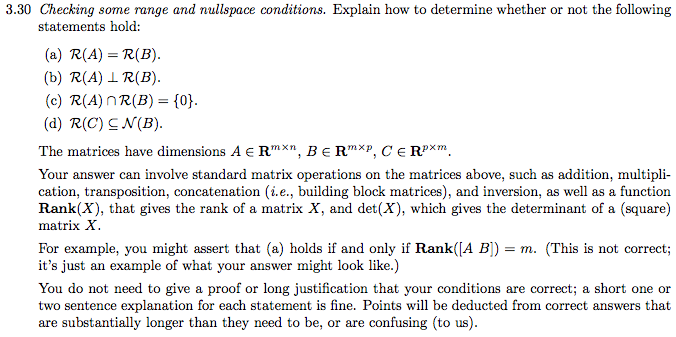 3.30 Checking some range and nullspace conditions. Explain how to determine whether or not the following
statements hold:
(a) R(A) = R(B).
(b) R(A) ⊥ R(B).
(c) R(A) ∩ R(B) = {0}.
(d) R(C) ⊆ N(B).
The matrices have dimensions A ∈ R^{m×n}, B ∈ R^{m×p}, C ∈ R^{p×m}.
Your answer can involve standard matrix operations on the matrices above, such as addition, multipli-
cation, transposition, concatenation (i.e., building block matrices), and inversion, as well as a function
Rank(X), that gives the rank of a matrix X, and det(X), which gives the determinant of a (square)
matrix X.
For example, you might assert that (a) holds if and only if Rank([A B]) = m. (This is not correct;
it's just an example of what your answer might look like.)
You do not need to give a proof or long justification that your conditions are correct; a short one or
two sentence explanation for each statement is fine. Points will be deducted from correct answers that
are substantially longer than they need to be, or are confusing (to us).